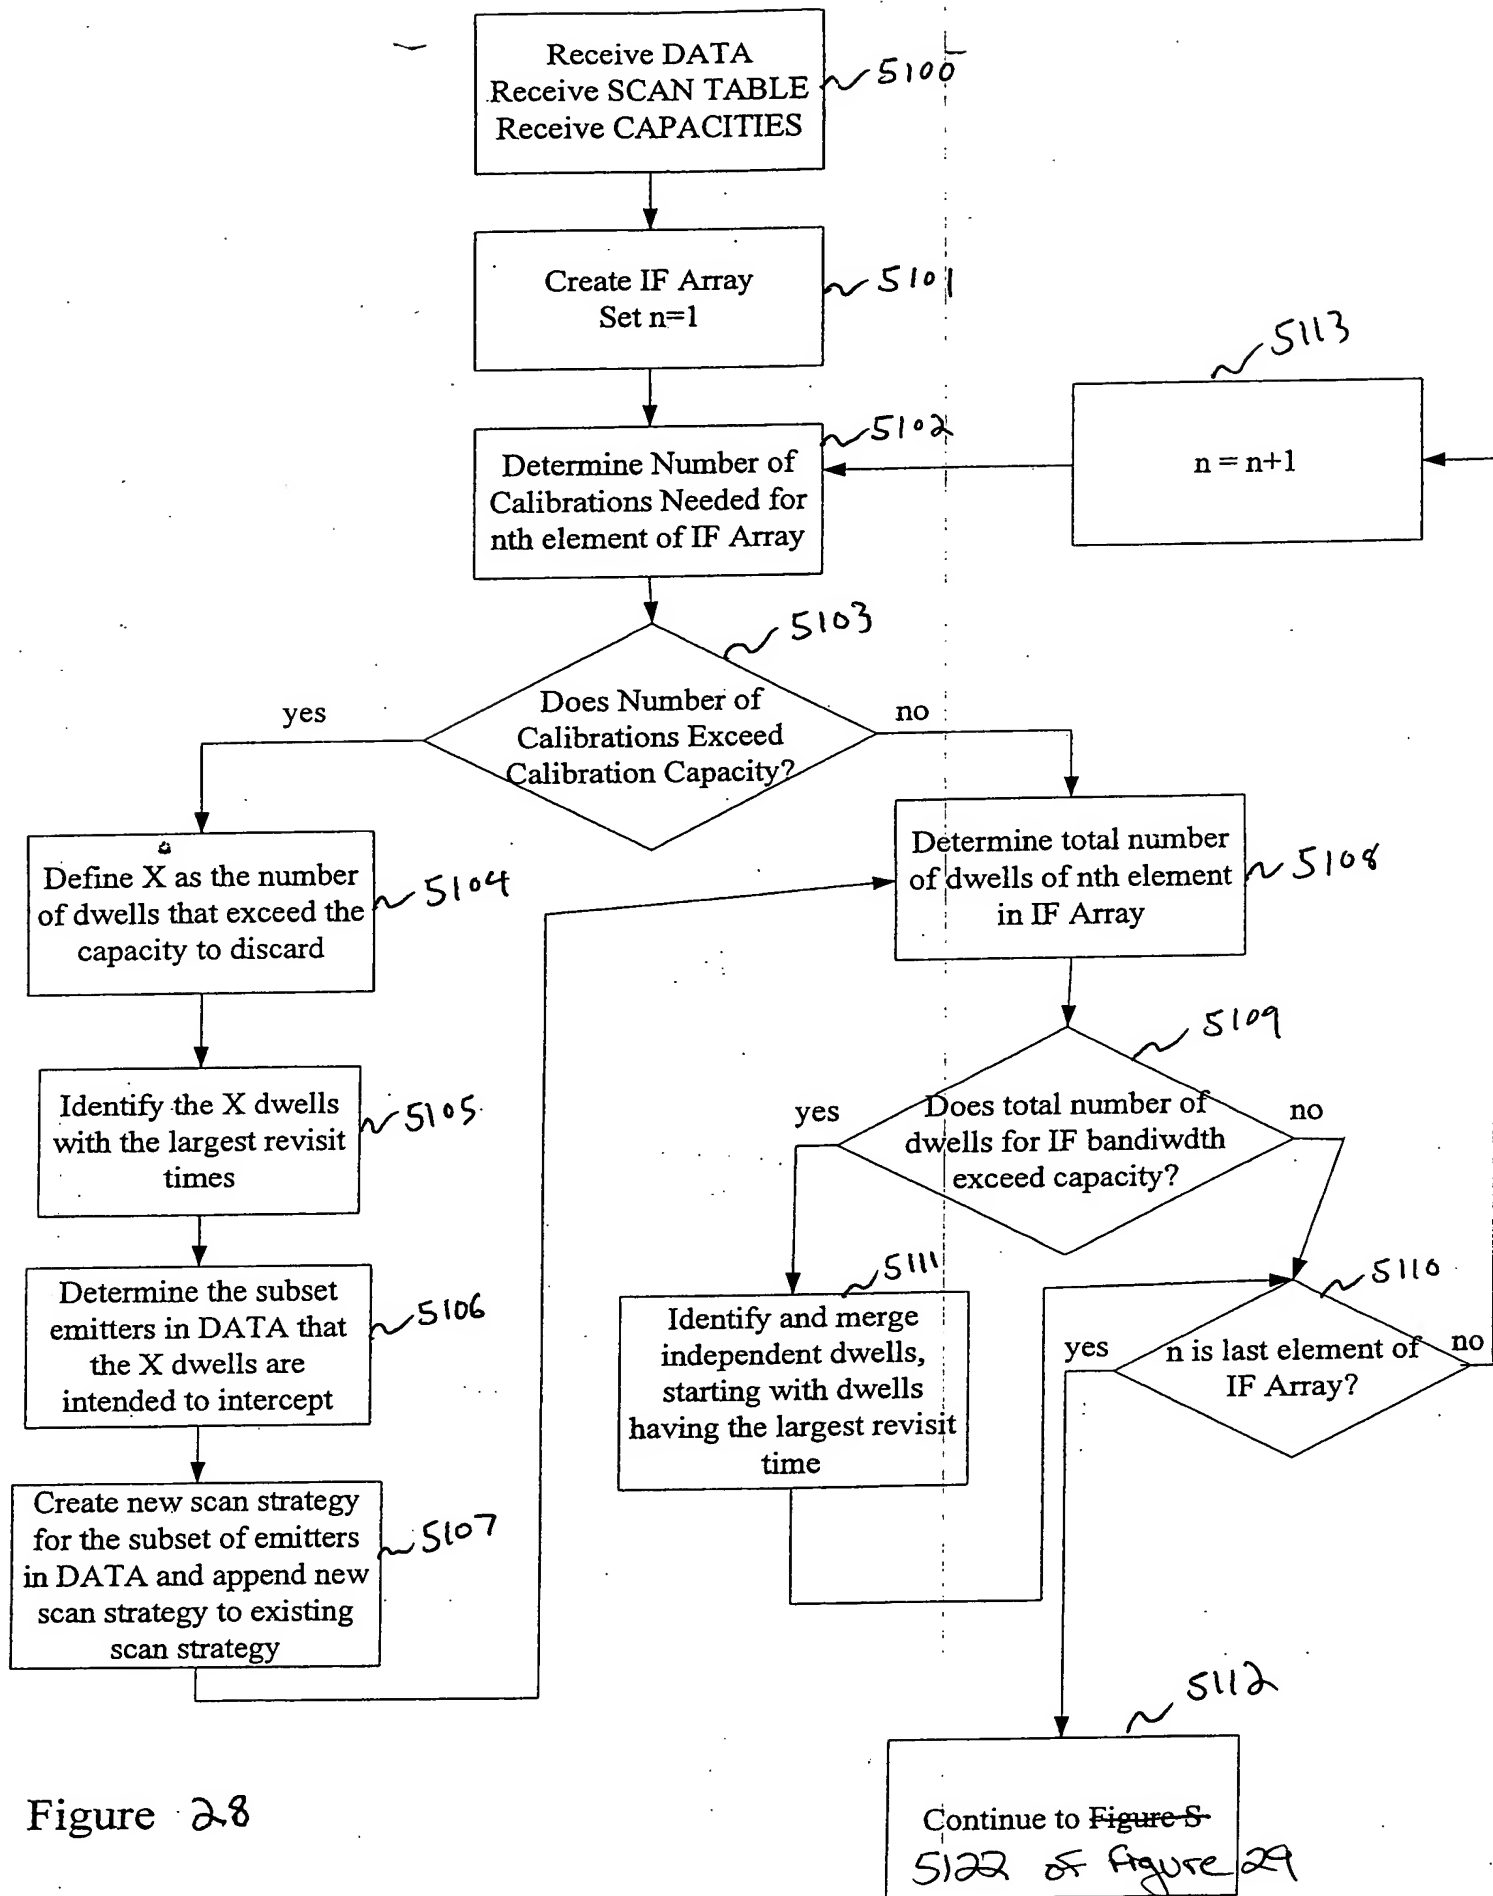 Receive DATA
Receive SCAN TABLE
Receive CAPACITIES
5100
Create IF Array
Set n=1
5101
5113
n = n+1
5102
Determine Number of
Calibrations Needed for
nth element of IF Array
5103
Does Number of
Calibrations Exceed
Calibration Capacity?
yes
no
Define X as the number
of dwells that exceed the
capacity to discard
5104
Determine total number
of dwells of nth element
in IF Array
5108
Identify the X dwells
with the largest revisit
times
5105
5109
Does total number of
dwells for IF bandiwdth
exceed capacity?
yes
no
Determine the subset
emitters in DATA that
the X dwells are
intended to intercept
5106
5111
Identify and merge
independent dwells,
starting with dwells
having the largest revisit
time
5110
n is last element of
IF Array?
yes
no
Create new scan strategy
for the subset of emitters
in DATA and append new
scan strategy to existing
scan strategy
5107
5112
Continue to Figure S
5122 of figure 29
Figure 28